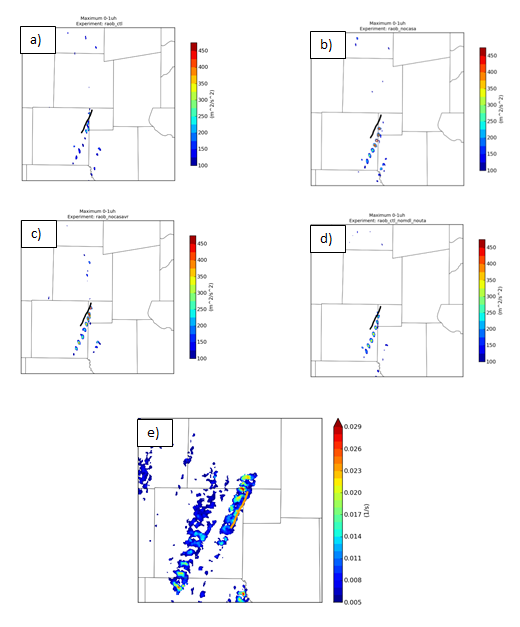 Maximum 0-1uh
Experiment: raob_ctl
a)
450
400
350
300
250
200
150
100
(m^2/s^2)
Maximum 0-1uh
Experiment: raob_nocasa
b)
450
400
350
300
250
200
150
100
(m^2/s^2)
Maximum 0-1uh
Experiment: raob_nocasavr
c)
450
400
350
300
250
200
150
100
(m^2/s^2)
Maximum 0-1uh
Experiment: raob_ctl_nomdl_nouta
d)
450
400
350
300
250
200
150
100
(m^2/s^2)
e)
0.029
0.026
0.023
0.020
0.017
0.014
0.011
0.008
0.005
(1/s)